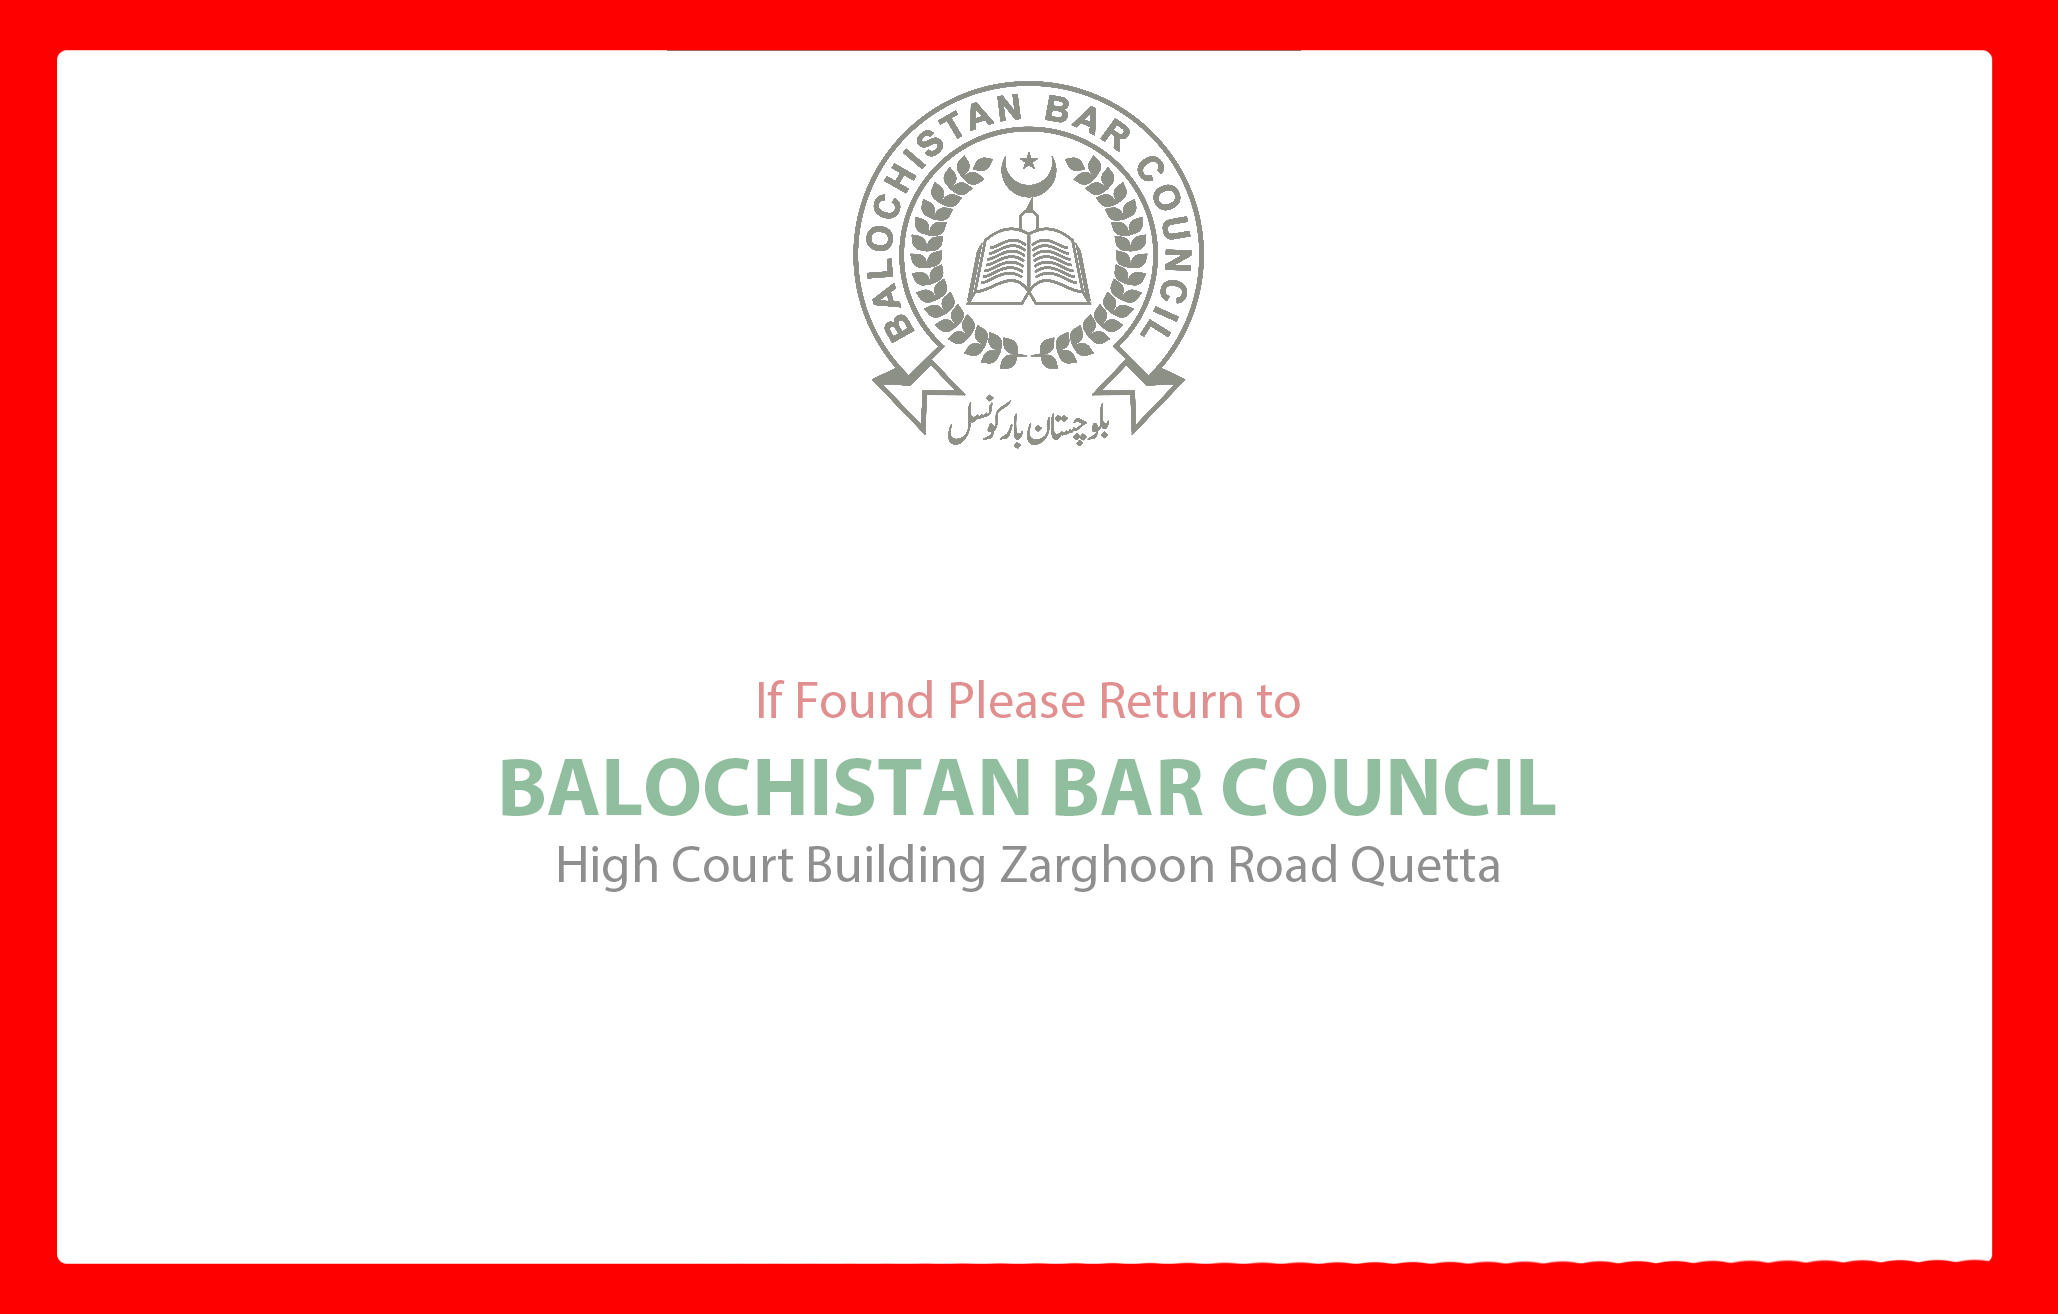 BALOCHISTAN BAR COUNCIL
بلوچستان بار کونسل
If Found Please Return to
BALOCHISTAN BAR COUNCIL
High Court Building Zarghoon Road Quetta